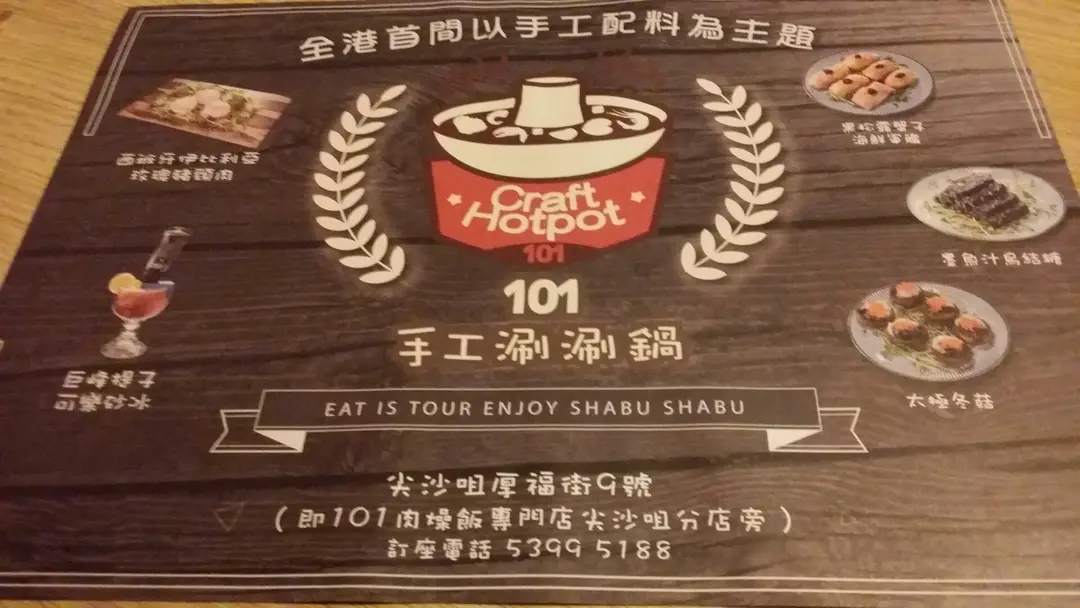 全港首間以手工配料為主題
西班牙伊比利亞
玫瑰豬頸肉
黑松露蟹子
海鮮軍艦
Craft
Hotpot
101
101
手工涮涮鍋
墨魚汁鳥結糖
巨峰提子
可樂沙冰
太極冬菇
EAT IS TOUR ENJOY SHABU SHABU
尖沙咀厚福街9號
(即101肉燥飯專門店尖沙咀分店旁)
訂座電話 5399 5188